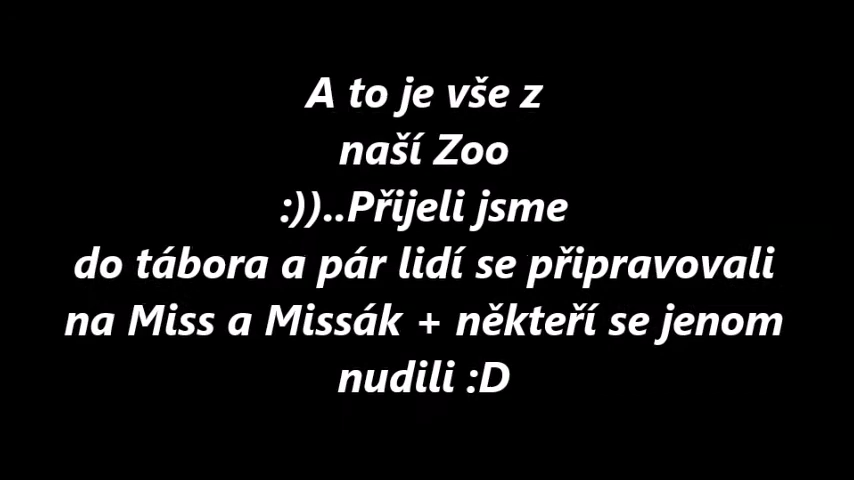 A to je vše z
naší Zoo
:))..Přijeli jsme
do tábora a pár lidí se připravovali
na Miss a Missák + někteří se jenom
nudili :D